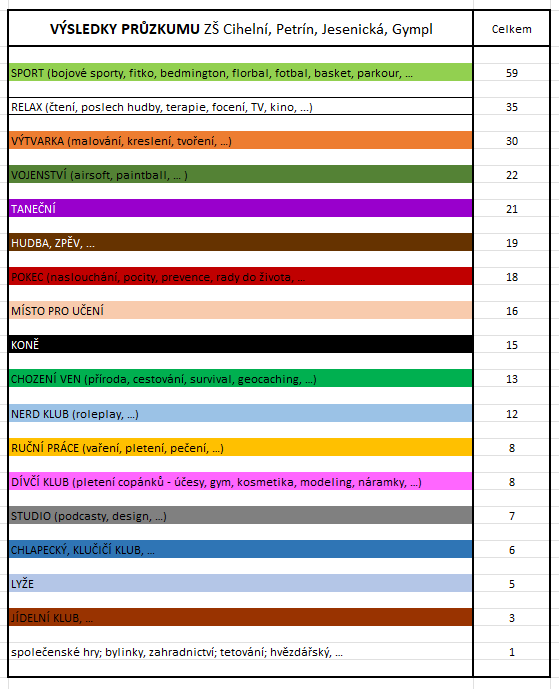 VÝSLEDKY PRŮZKUMU ZŠ Cihelní, Petrín, Jesenická, Gympl Celkem
SPORT (bojové sporty, fitko, bedmington, florbal, fotbal, basket, parkour, ... 59
RELAX (čtení, poslech hudby, terapie, focení, TV, kino, ...) 35
VÝTVARKA (malování, kreslení, tvoření, ...) 30
VOJENSTVÍ (airsoft, paintball, ... ) 22
TANEČNÍ 21
HUDBA, ZPĚV, ... 19
POKEC (naslouchání, pocity, prevence, rady do života, ... 18
MÍSTO PRO UČENÍ 16
KONĚ 15
CHOZENÍ VEN (příroda, cestování, survival, geocaching, ...) 13
NERD KLUB (roleplay, ...) 12
RUČNÍ PRÁCE (vaření, pletení, pečení, ...) 8
DÍVČÍ KLUB (pletení copánků - účesy, gym, kosmetika, modeling, náramky, ...) 8
STUDIO (podcasty, design, ...) 7
CHLAPECKÝ, KLUČIČÍ KLUB, ... 6
LYŽE 5
JÍDELNÍ KLUB, ... 3
společenské hry; bylinky, zahradnictví; tetování; hvězdářský, ... 1